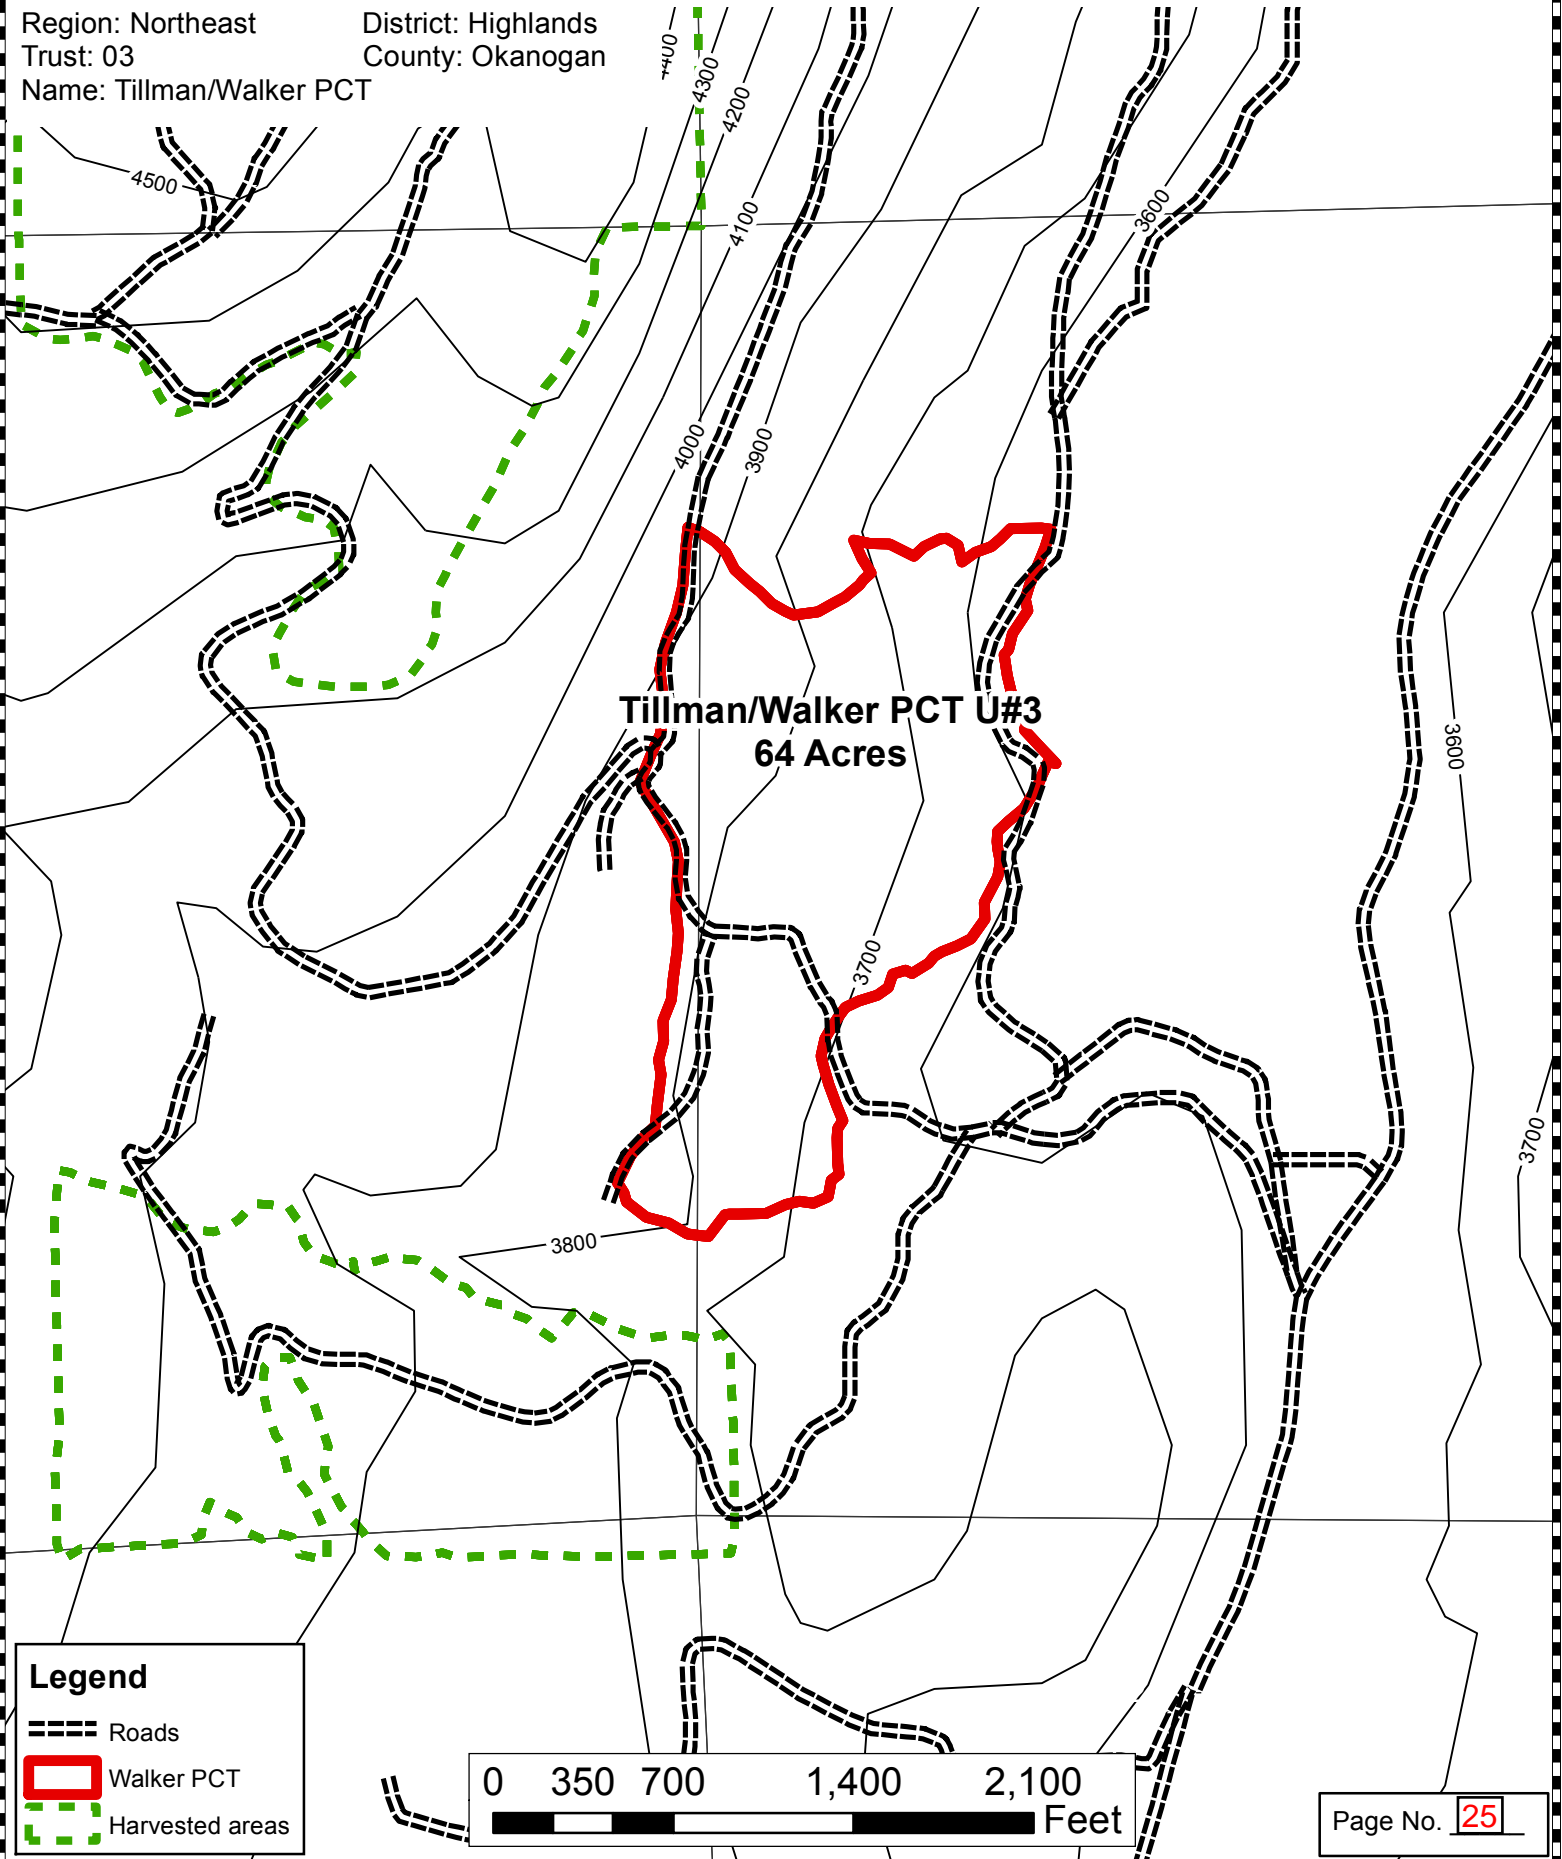 Region: Northeast District: Highlands
Trust: 03 County: Okanogan
Name: Tillman/Walker PCT
4400
4300
4200
4500
4100
3600
4000
3900
Tillman/Walker PCT U#3
64 Acres
3600
3700
3700
3800
Legend
Roads
Walker PCT
Harvested areas
0 350 700 1,400 2,100
Feet
Page No. 25